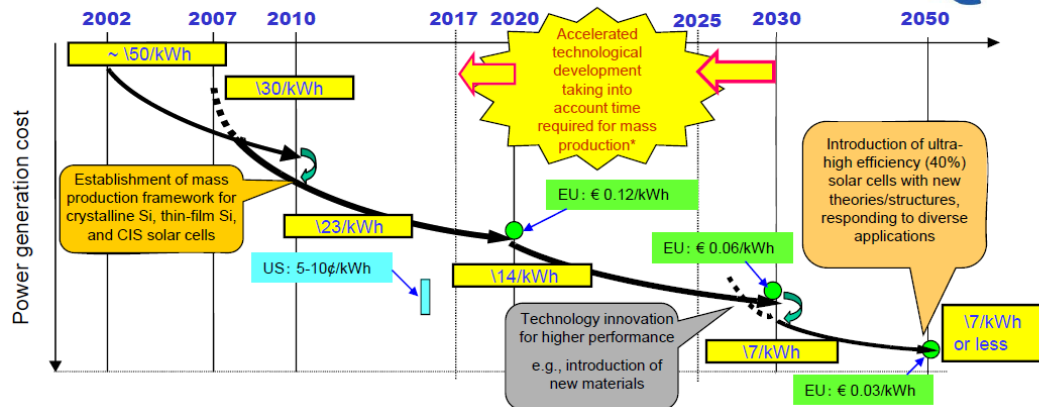 2002
2007
2010
2017
2020
2025
2030
2050
~ \50/kWh
\30/kWh
Accelerated
technological
development
taking into
account time
required for mass
production*
Power generation cost
Establishment of mass
production framework for
crystalline Si, thin-film Si,
and CIS solar cells
\23/kWh
US: 5-10¢/kWh
EU: € 0.12/kWh
\14/kWh
Technology innovation
for higher performance
e.g., introduction of
new materials
EU: € 0.06/kWh
\7/kWh
Introduction of ultra-
high efficiency (40%)
solar cells with new
theories/structures,
responding to diverse
applications
\7/kWh
or less
EU: € 0.03/kWh